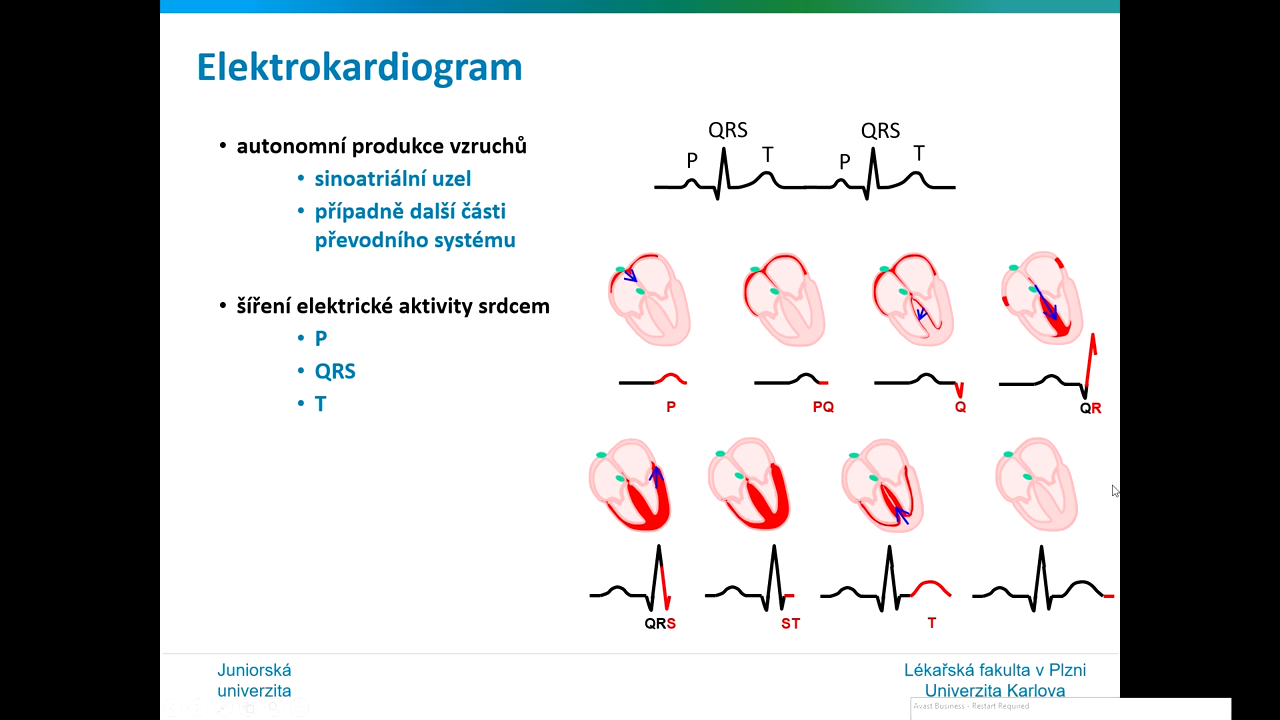 Elektrokardiogram
• autonomní produkce vzruchů
• sinoatriální uzel
• případně další části
převodního systému
• šíření elektrické aktivity srdcem
• P
• QRS
• T
QRS QRS
P T P T
P PQ Q QR
QRS ST T
Juniorská
univerzita
Lékařská fakulta v Plzni
Univerzita Karlova
Avast Business - Restart Required